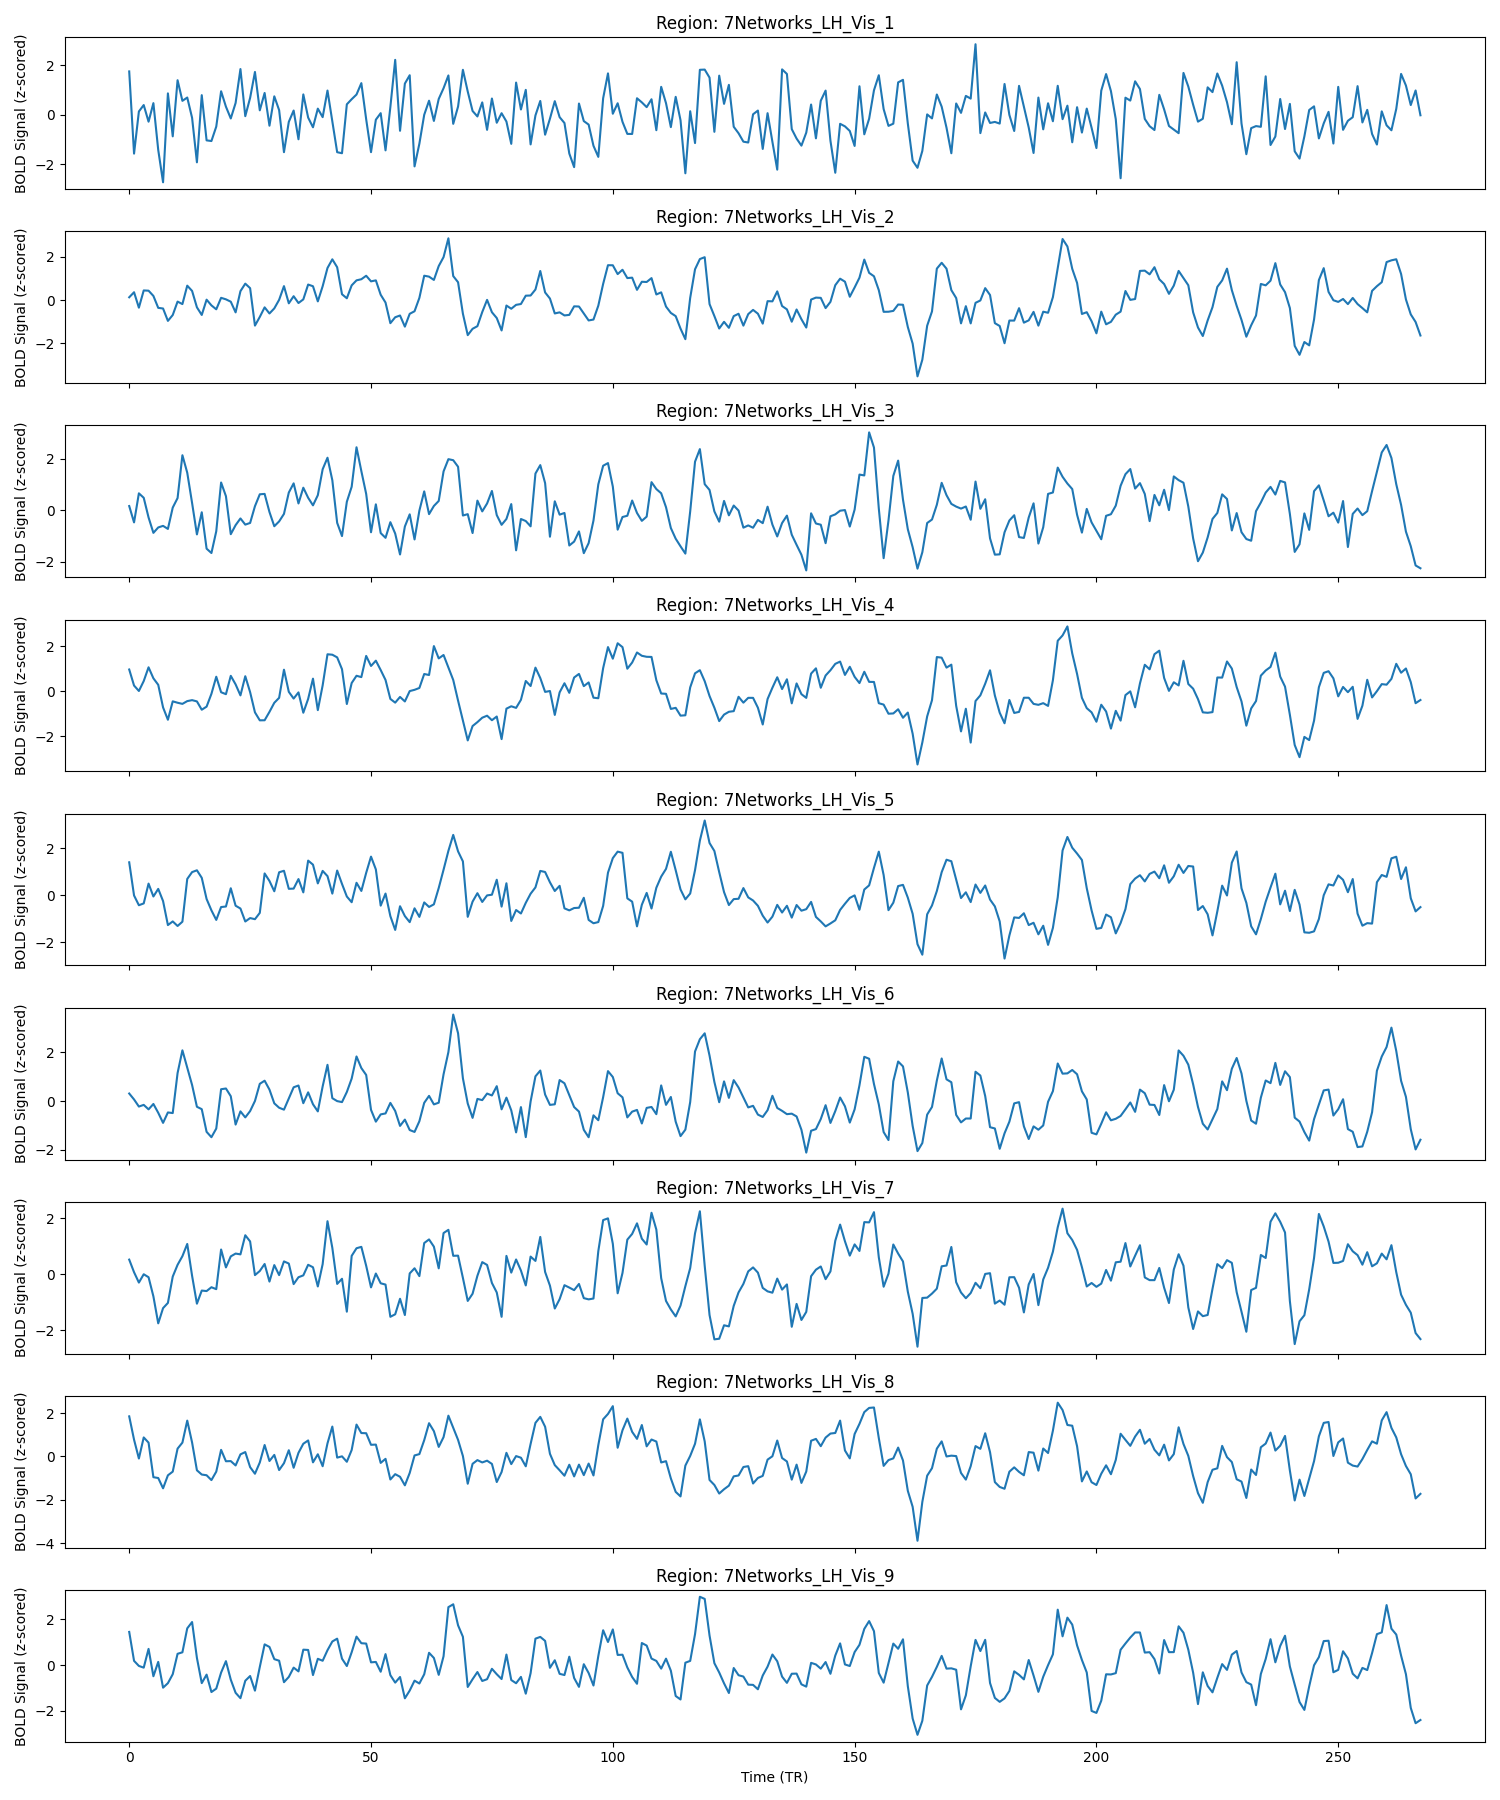 Region: 7Networks_LH_Vis_1
BOLD Signal (z-scored)
2
0
−2
Region: 7Networks_LH_Vis_2
BOLD Signal (z-scored)
2
0
−2
Region: 7Networks_LH_Vis_3
BOLD Signal (z-scored)
2
0
−2
Region: 7Networks_LH_Vis_4
BOLD Signal (z-scored)
2
0
−2
Region: 7Networks_LH_Vis_5
BOLD Signal (z-scored)
2
0
−2
Region: 7Networks_LH_Vis_6
BOLD Signal (z-scored)
2
0
−2
Region: 7Networks_LH_Vis_7
BOLD Signal (z-scored)
2
0
−2
Region: 7Networks_LH_Vis_8
BOLD Signal (z-scored)
2
0
−2
−4
Region: 7Networks_LH_Vis_9
BOLD Signal (z-scored)
2
0
−2
0 50 100 150 200 250
Time (TR)